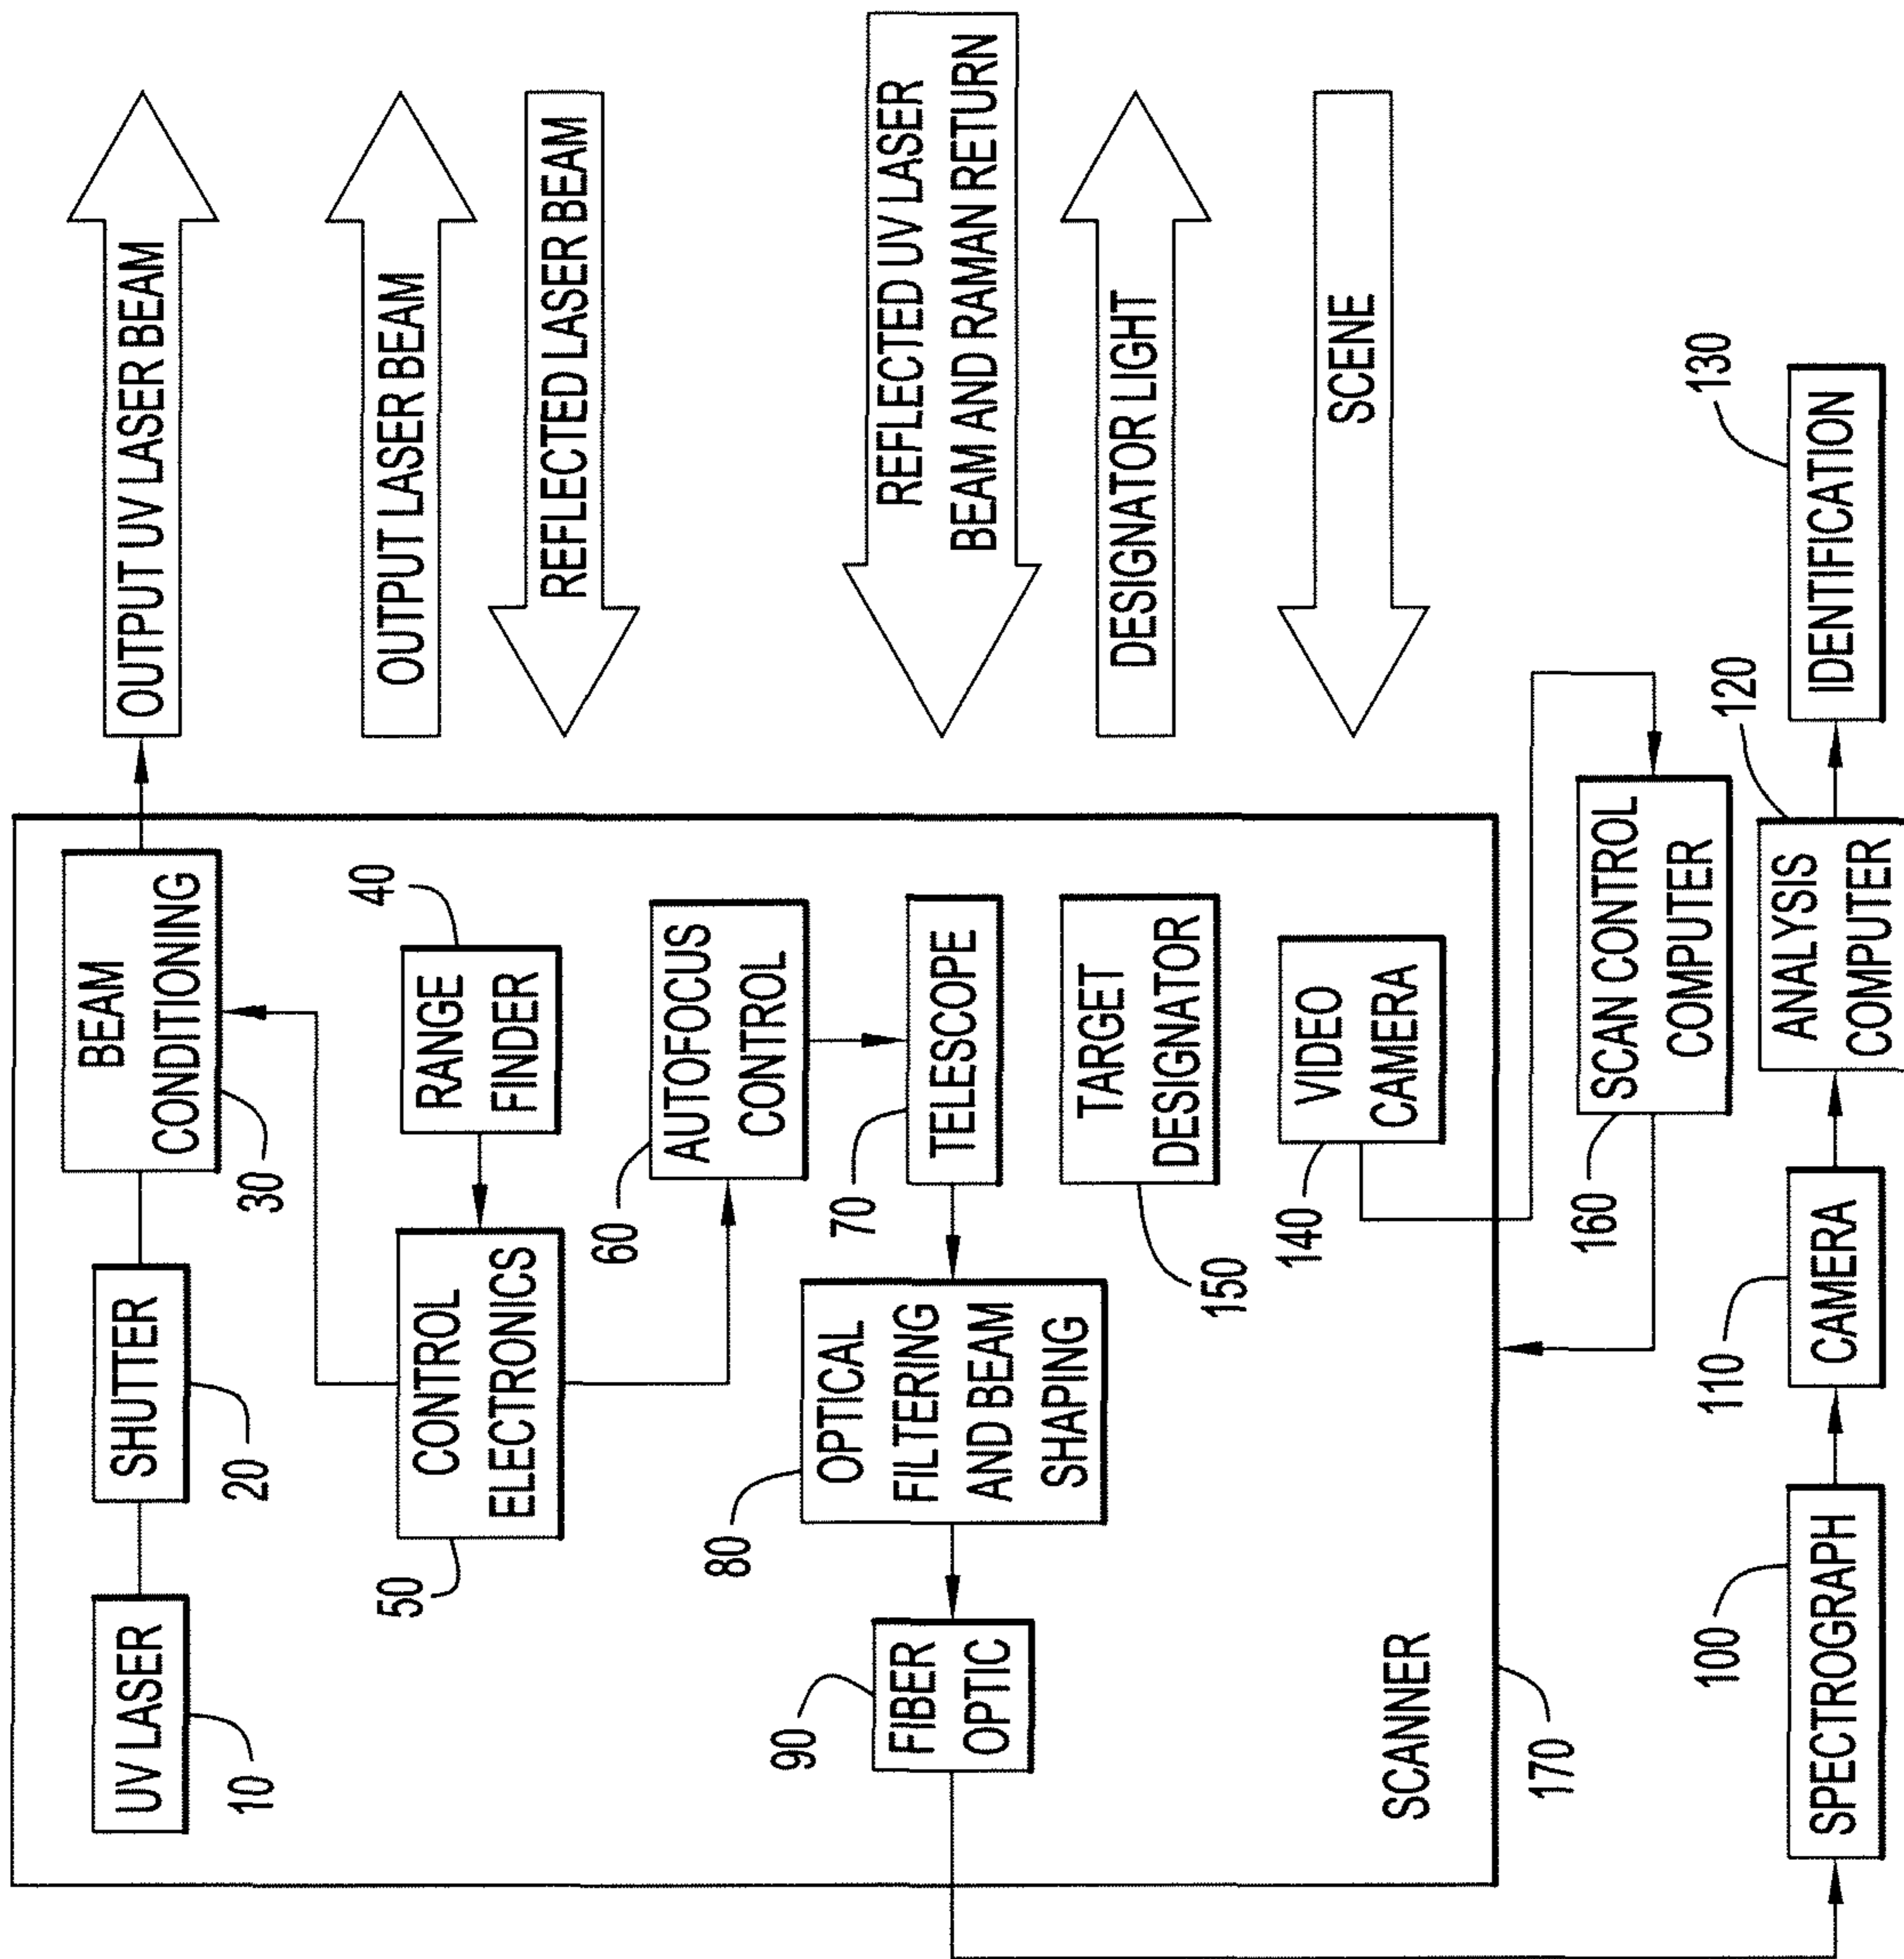 UV LASER
10
SHUTTER
20
BEAM
CONDITIONING
30
OUTPUT UV LASER BEAM
RANGE
FINDER
40
CONTROL
ELECTRONICS
50
OUTPUT LASER BEAM
REFLECTED LASER BEAM
AUTOFOCUS
CONTROL
60
TELESCOPE
70
OPTICAL
FILTERING
AND BEAM
SHAPING
80
FIBER
OPTIC
90
REFLECTED UV LASER
BEAM AND RAMAN RETURN
TARGET
DESIGNATOR
150
DESIGNATOR LIGHT
VIDEO
CAMERA
140
SCENE
SCANNER
170
SCAN CONTROL
COMPUTER
160
SPECTROGRAPH
100
CAMERA
110
ANALYSIS
COMPUTER
120
IDENTIFICATION
130